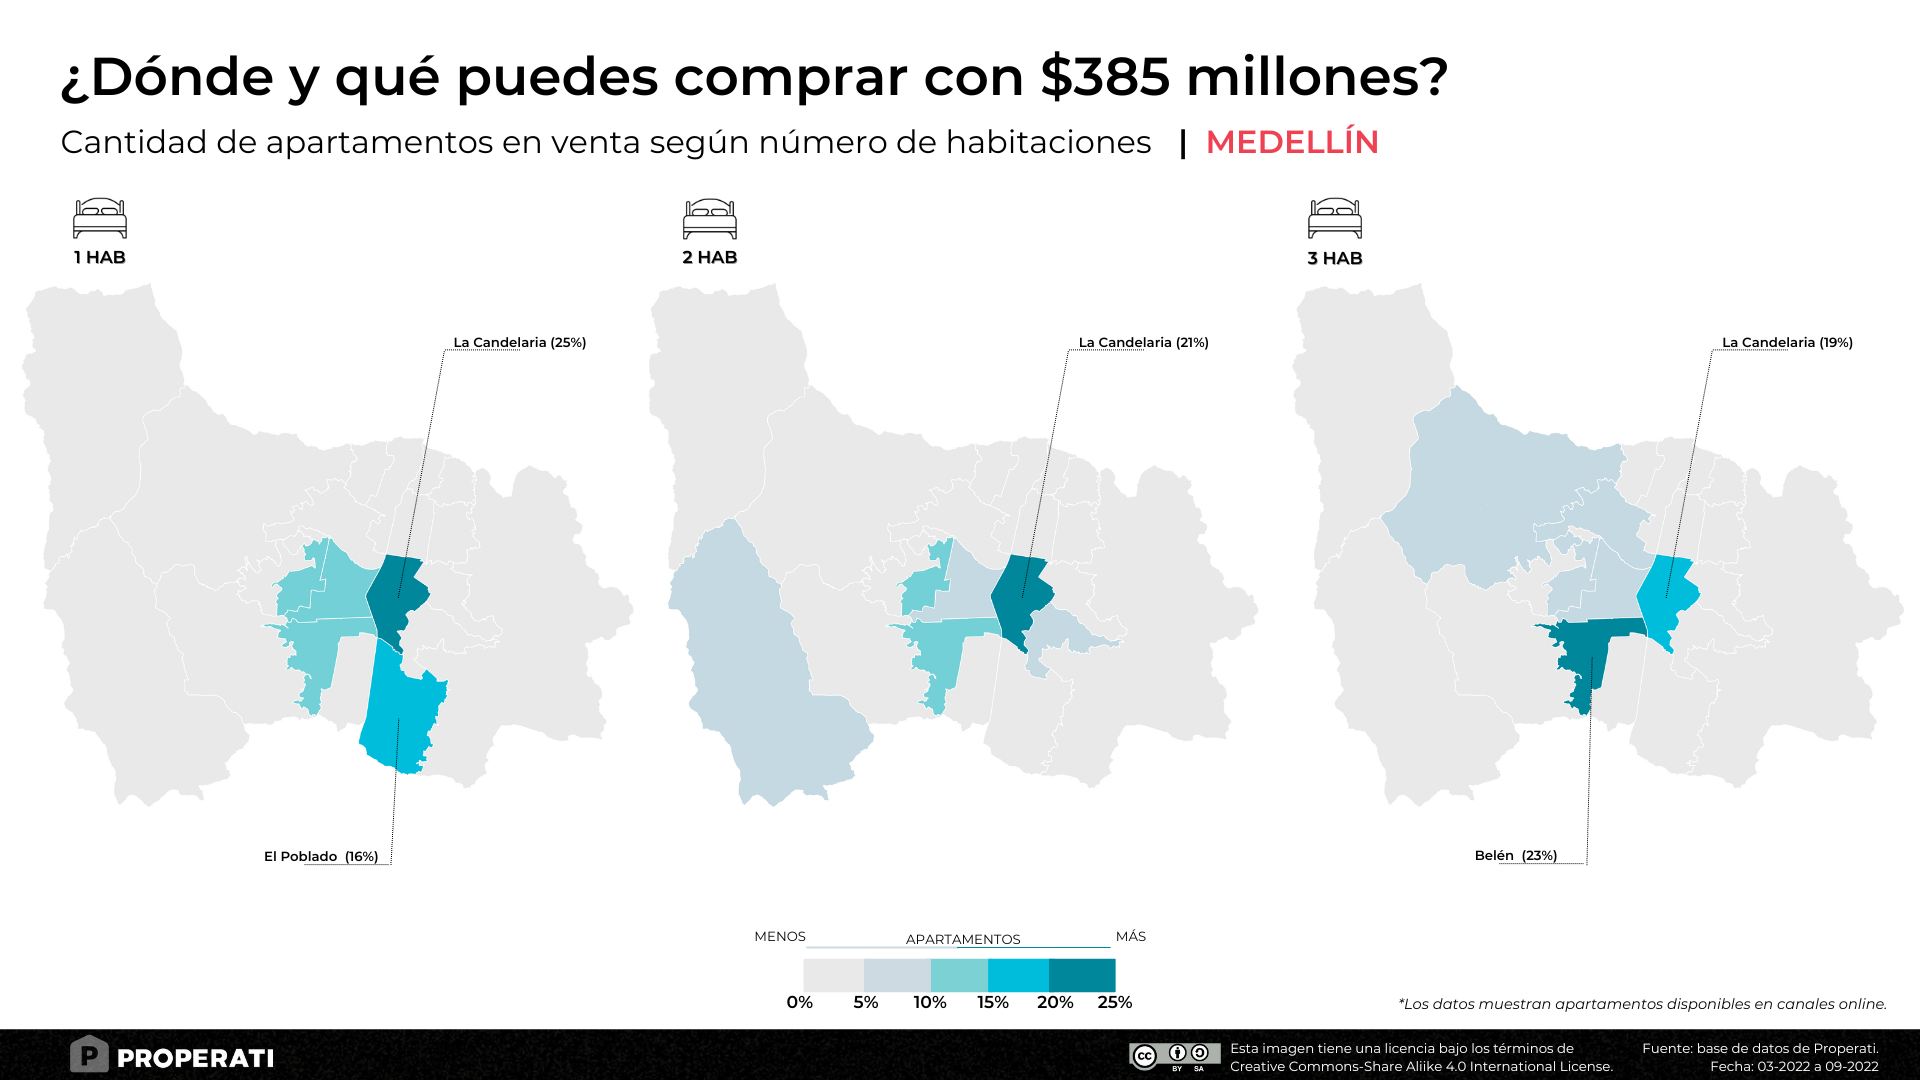 ¿Dónde y qué puedes comprar con $385 millones?
Cantidad de apartamentos en venta según número de habitaciones | MEDELLÍN
1 HAB
2 HAB
3 HAB
La Candelaria (25%)
La Candelaria (21%)
La Candelaria (19%)
El Poblado (16%)
Belén (23%)
MENOS APARTAMENTOS MÁS
0% 5% 10% 15% 20% 25%
*Los datos muestran apartamentos disponibles en canales online.
P PROPERATI
cc BY SA
Esta imagen tiene una licencia bajo los términos de
Creative Commons-Share Aliike 4.0 International License.
Fuente: base de datos de Properati.
Fecha: 03-2022 a 09-2022